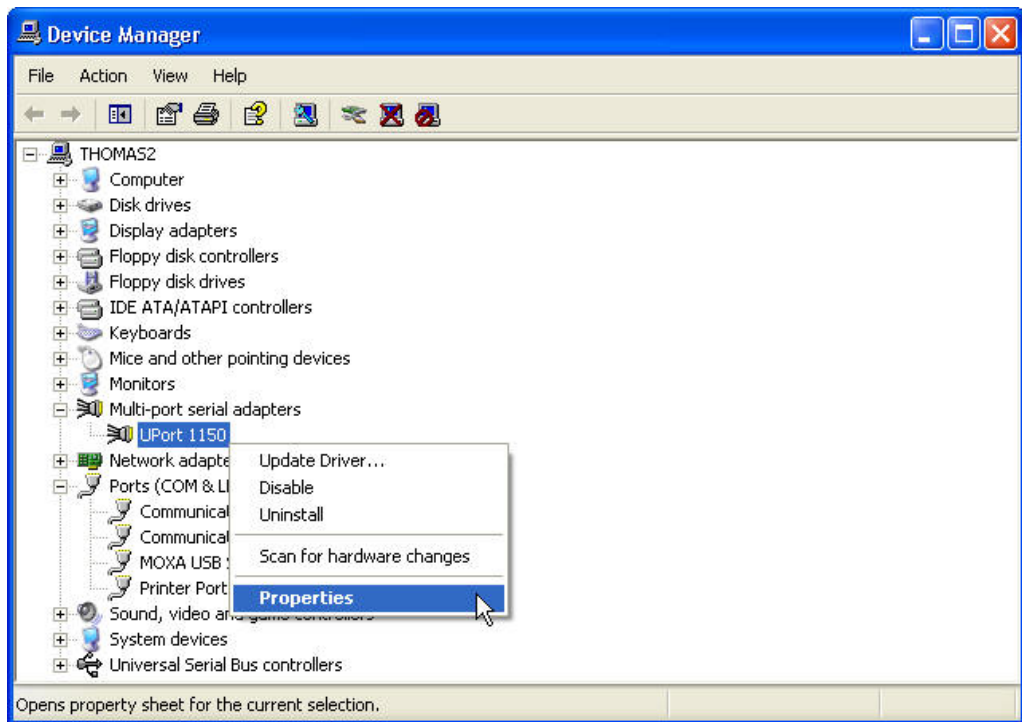 Device Manager
File Action View Help
THOMAS2
Computer
Disk drives
Display adapters
Floppy disk controllers
Floppy disk drives
IDE ATA/ATAPI controllers
Keyboards
Mice and other pointing devices
Monitors
Multi-port serial adapters
UPort 1150
Network adapte
Update Driver...
Ports (COM & L
Disable
Communica
Uninstall
Communica
MOXA USB
Scan for hardware changes
Printer Port
Properties
Sound, video and game controllers
System devices
Universal Serial Bus controllers
Opens property sheet for the current selection.